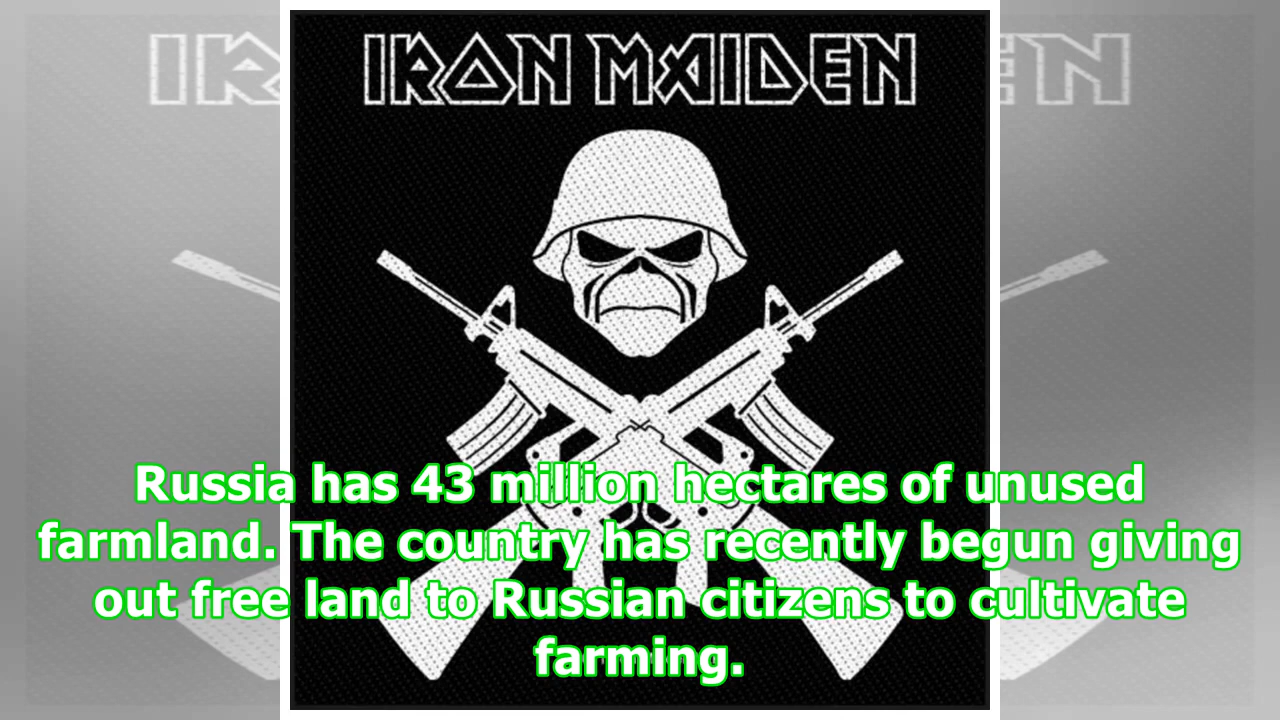 IRON MAIDEN
Russia has 43 million hectares of unused
farmland. The country has recently begun giving
out free land to Russian citizens to cultivate
farming.